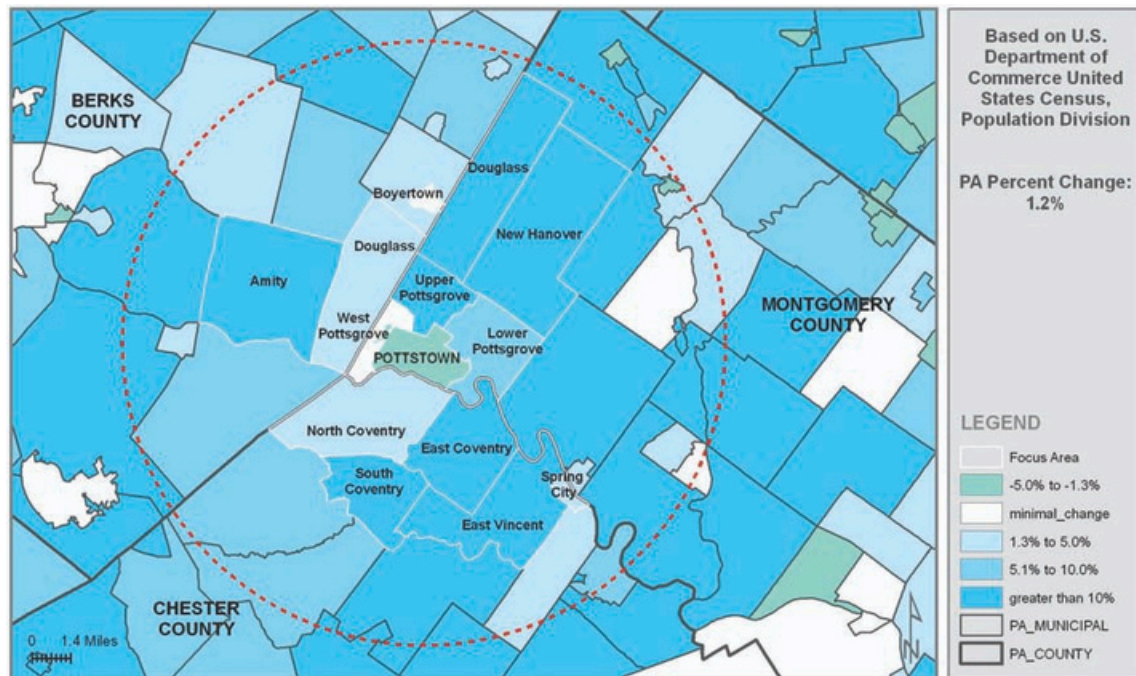 BERKS
COUNTY
Douglass
Boyertown
New Hanover
Douglass
Amity
Upper
Pottsgrove
West
Pottsgrove
Lower
Pottsgrove
POTTSTOWN
MONTGOMERY
COUNTY
North Coventry
East Coventry
South
Coventry
Spring
City
East Vincent
CHESTER
COUNTY
0 1.4 Miles
N
Based on U.S.
Department of
Commerce United
States Census,
Population Division
PA Percent Change:
1.2%
LEGEND
Focus Area
-5.0% to -1.3%
minimal_change
1.3% to 5.0%
5.1% to 10.0%
greater than 10%
PA_MUNICIPAL
PA_COUNTY